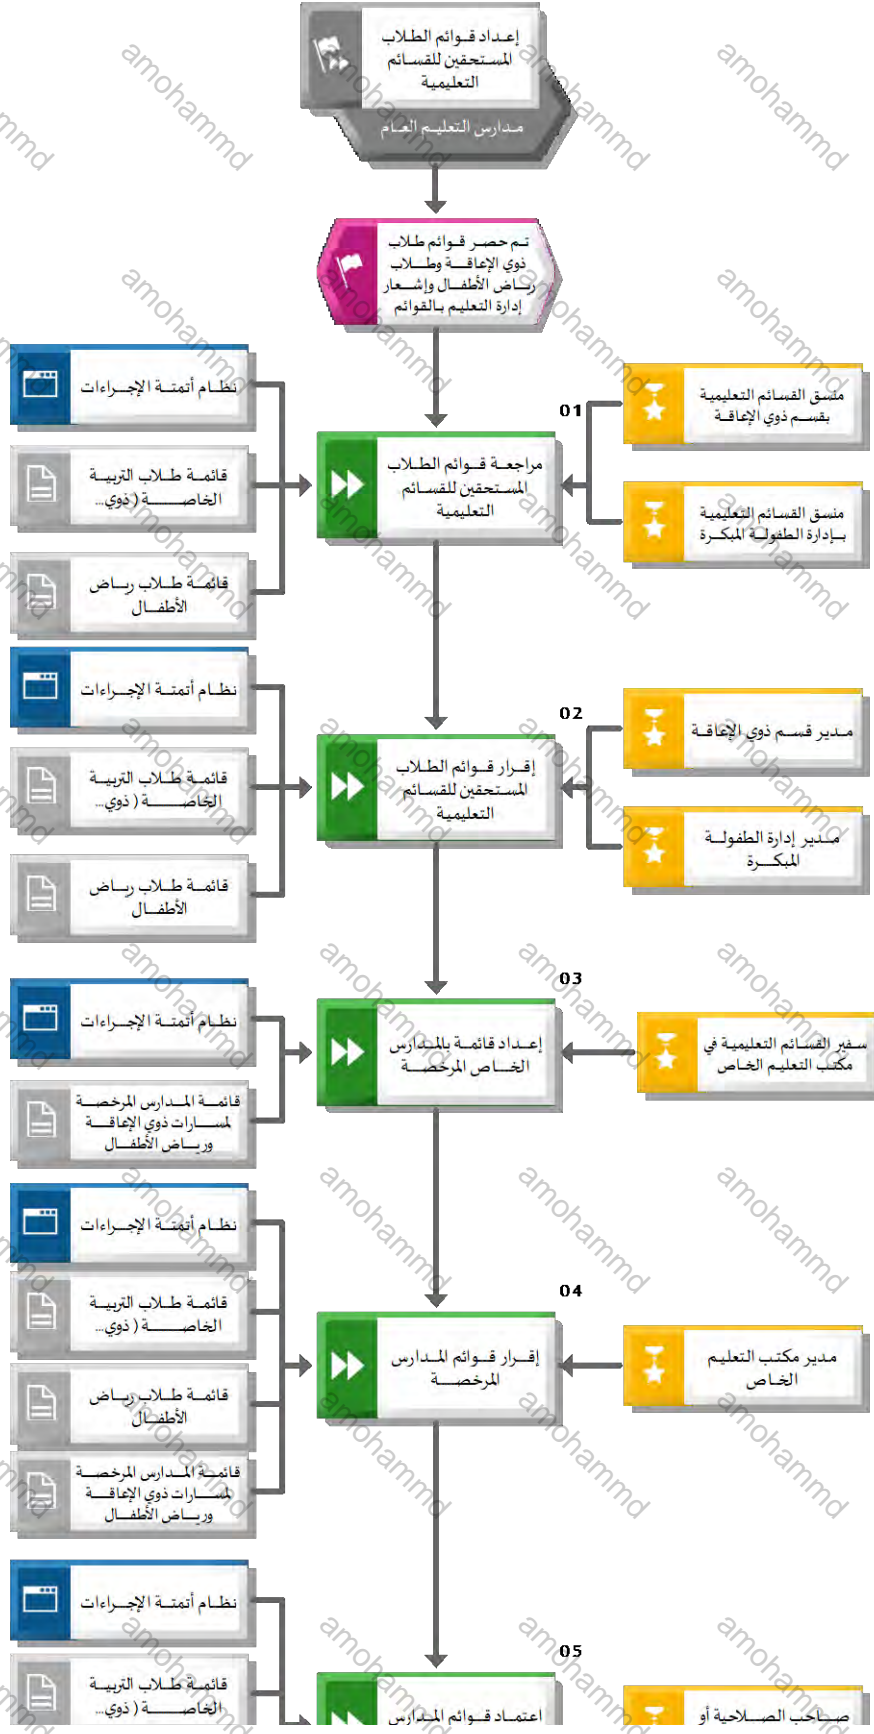 إعداد قوائم الطلاب
المستحقين للقسائم
التعليمية
مدارس التعليم العام
تم حصر قوائم طلاب
ذوي الإعاقة وطلاب
رياض الأطفال وإشعار
إدارة التعليم بالقوائم
01
منسق القسائم التعليمية
بقسم ذوي الإعاقة
منسق القسائم التعليمية
بإدارة الطفولة المبكرة
مراجعة قوائم الطلاب
المستحقين للقسائم
التعليمية
نظام أتمتة الإجراءات
قائمة طلاب التربية
الخاصة (ذوي...
قائمة طلاب رياض
الأطفال
02
مدير قسم ذوي الإعاقة
مدير إدارة الطفولة
المبكرة
إقرار قوائم الطلاب
المستحقين للقسائم
التعليمية
نظام أتمتة الإجراءات
قائمة طلاب التربية
الخاصة (ذوي...
قائمة طلاب رياض
الأطفال
03
سفير القسائم التعليمية في
مكتب التعليم الخاص
إعداد قائمة بالمدارس
الخاص المرخصة
نظام أتمتة الإجراءات
قائمة المدارس المرخصة
لمسارات ذوي الإعاقة
ورياض الأطفال
04
مدير مكتب التعليم
الخاص
إقرار قوائم المدارس
المرخصة
نظام أتمتة الإجراءات
قائمة طلاب التربية
الخاصة (ذوي...
قائمة طلاب رياض
الأطفال
قائمة المدارس المرخصة
لمسارات ذوي الإعاقة
ورياض الأطفال
05
صاحب الصلاحية أو
اعتماد قوائم المدارس
نظام أتمتة الإجراءات
قائمة طلاب التربية
الخاصة (ذوي...
amohammd